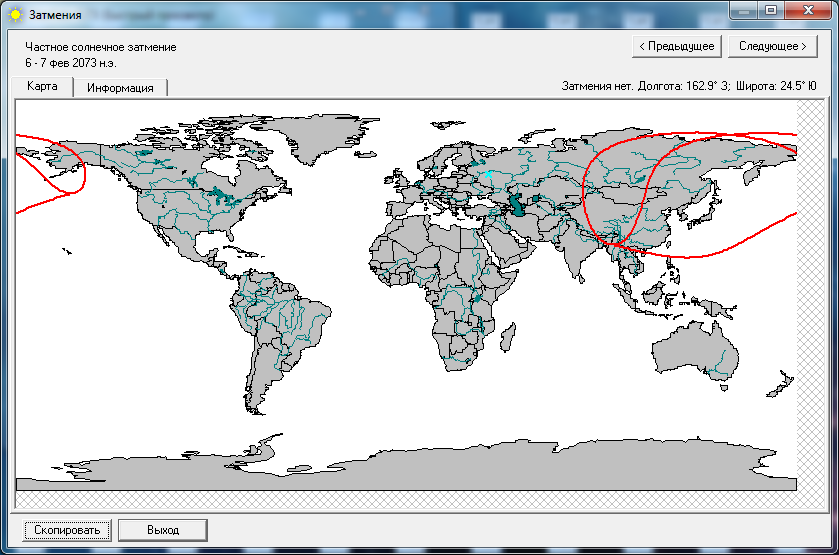 Затмения
Частное солнечное затмение
6 - 7 фев 2073 н.э.
< Предыдущее
Следующее >
Карта
Информация
Затмения нет. Долгота: 162.9° З; Широта: 24.5° Ю
Скопировать
Выход